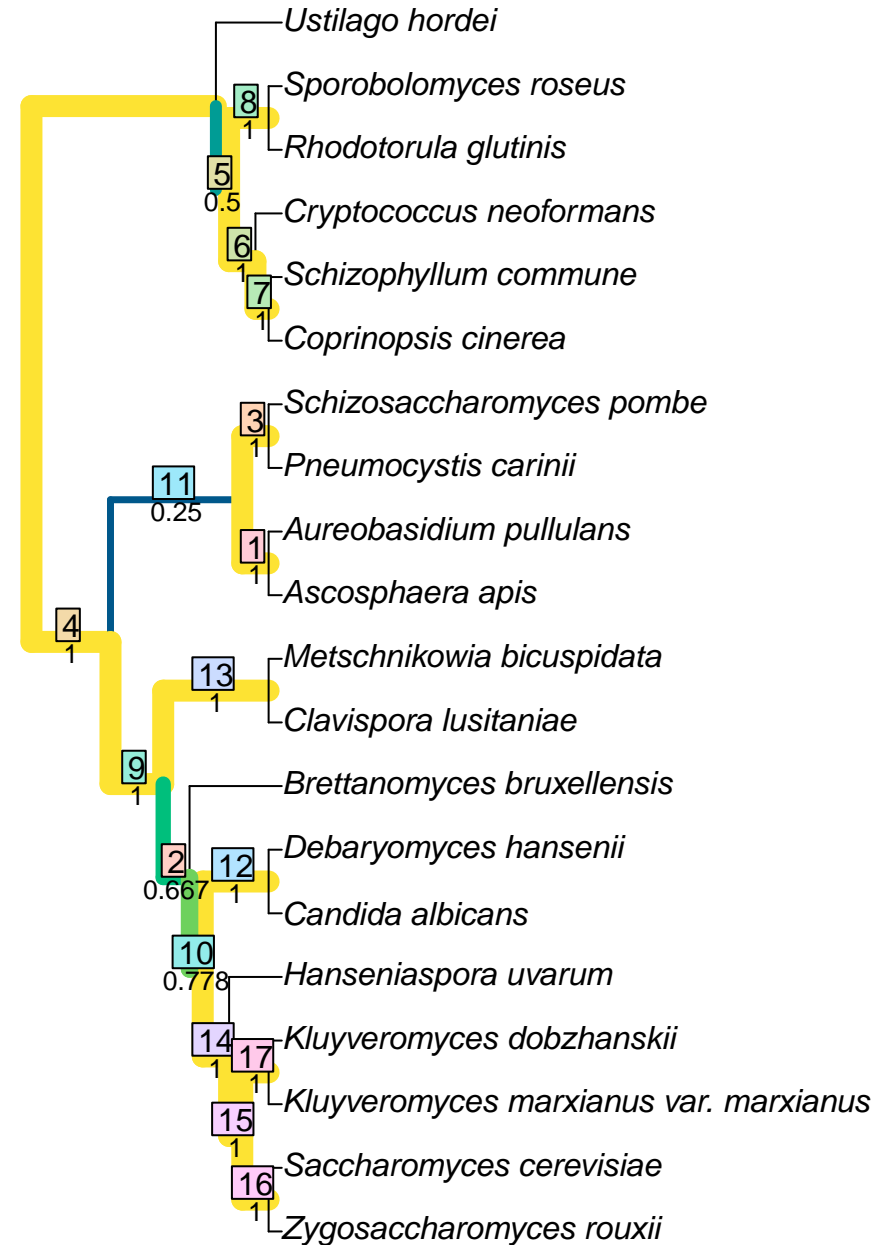 Ustilago hordei
Sporobolomyces roseus
8
1
Rhodotorula glutinis
5
0.5
Cryptococcus neoformans
6
1
Schizophyllum commune
7
1
Coprinopsis cinerea
Schizosaccharomyces pombe
3
1
Pneumocystis carinii
11
0.25
Aureobasidium pullulans
1
1
Ascosphaera apis
4
1
Metschnikowia bicuspidata
13
1
Clavispora lusitaniae
9
1
Brettanomyces bruxellensis
Debaryomyces hansenii
2
0.667
12
1
Candida albicans
10
0.778
Hanseniaspora uvarum
Kluyveromyces dobzhanskii
14
1
17
1
Kluyveromyces marxianus var. marxianus
15
1
Saccharomyces cerevisiae
16
1
Zygosaccharomyces rouxii